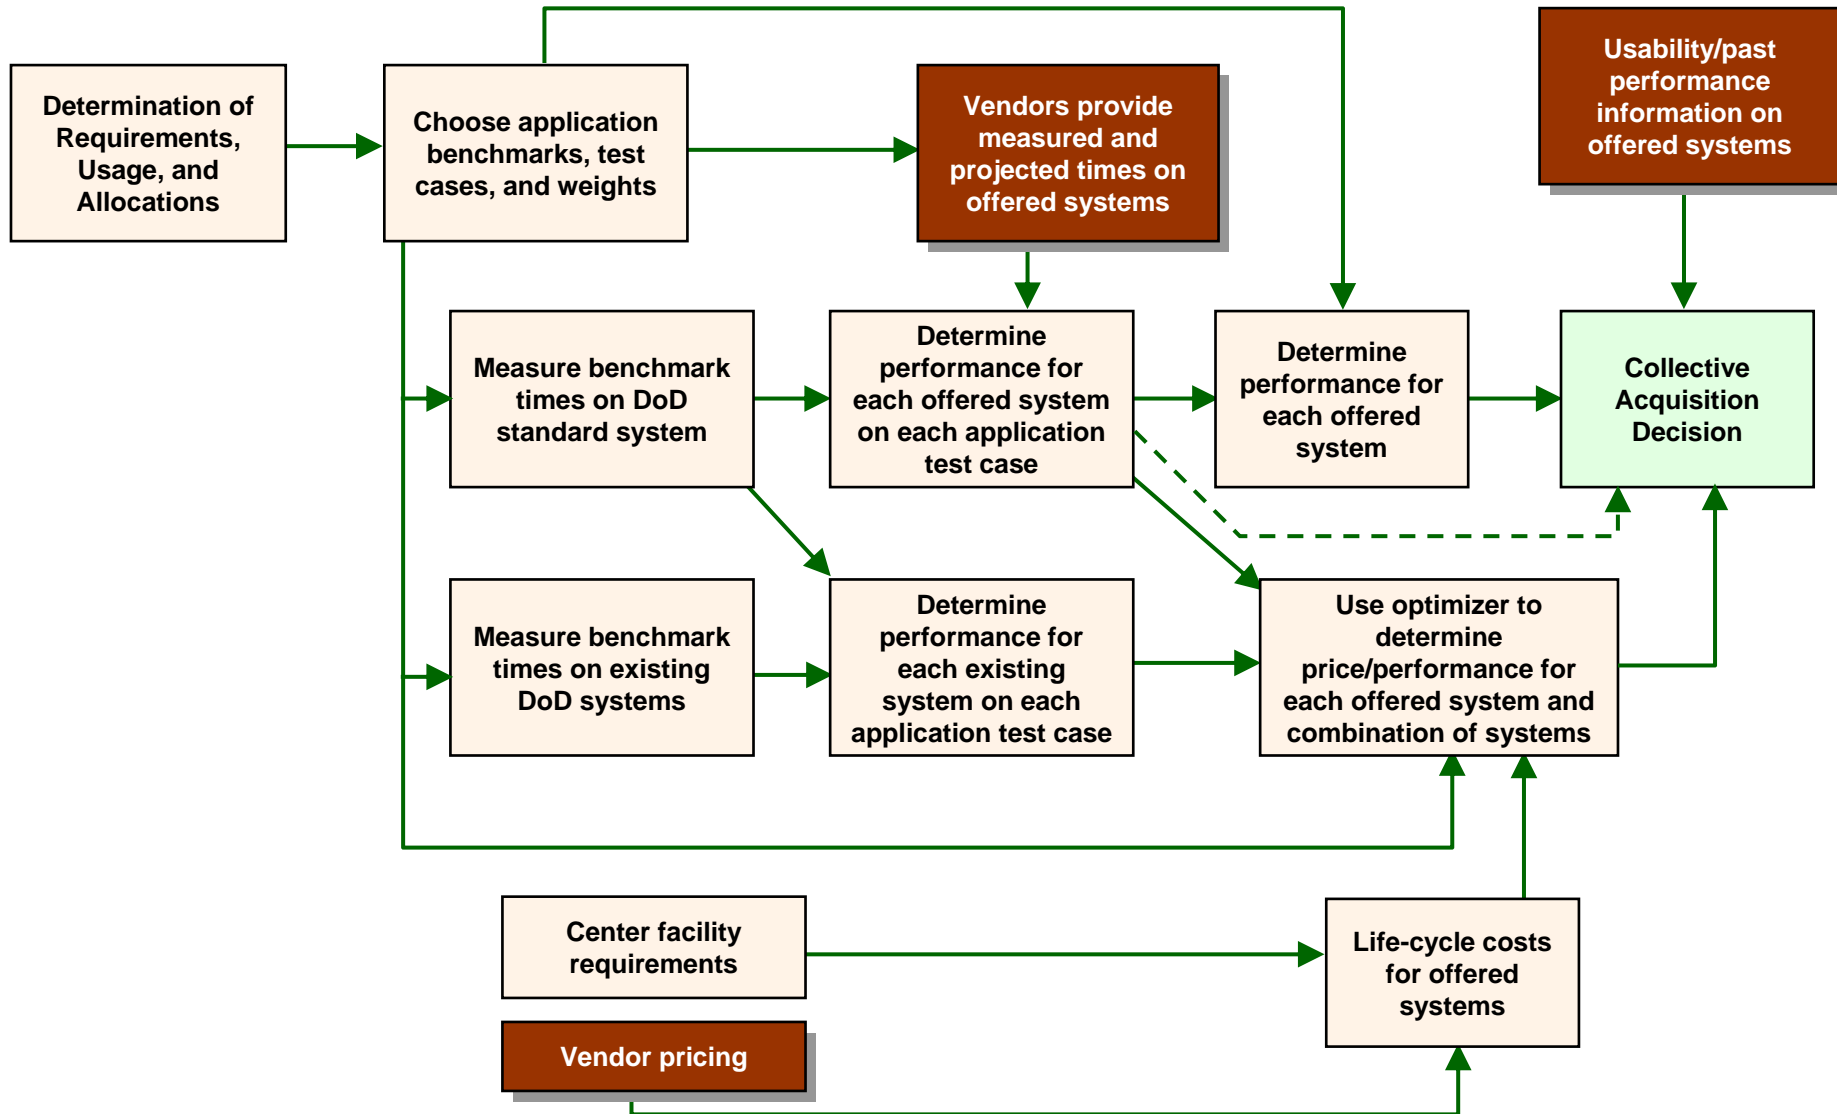 Determination of
Requirements,
Usage, and
Allocations
Choose application
benchmarks, test
cases, and weights
Vendors provide
measured and
projected times on
offered systems
Usability/past
performance
information on
offered systems
Measure benchmark
times on DoD
standard system
Determine
performance for
each offered system
on each application
test case
Determine
performance for
each offered
system
Collective
Acquisition
Decision
Measure benchmark
times on existing
DoD systems
Determine
performance for
each existing
system on each
application test case
Use optimizer to
determine
price/performance for
each offered system and
combination of systems
Center facility
requirements
Life-cycle costs
for offered
systems
Vendor pricing